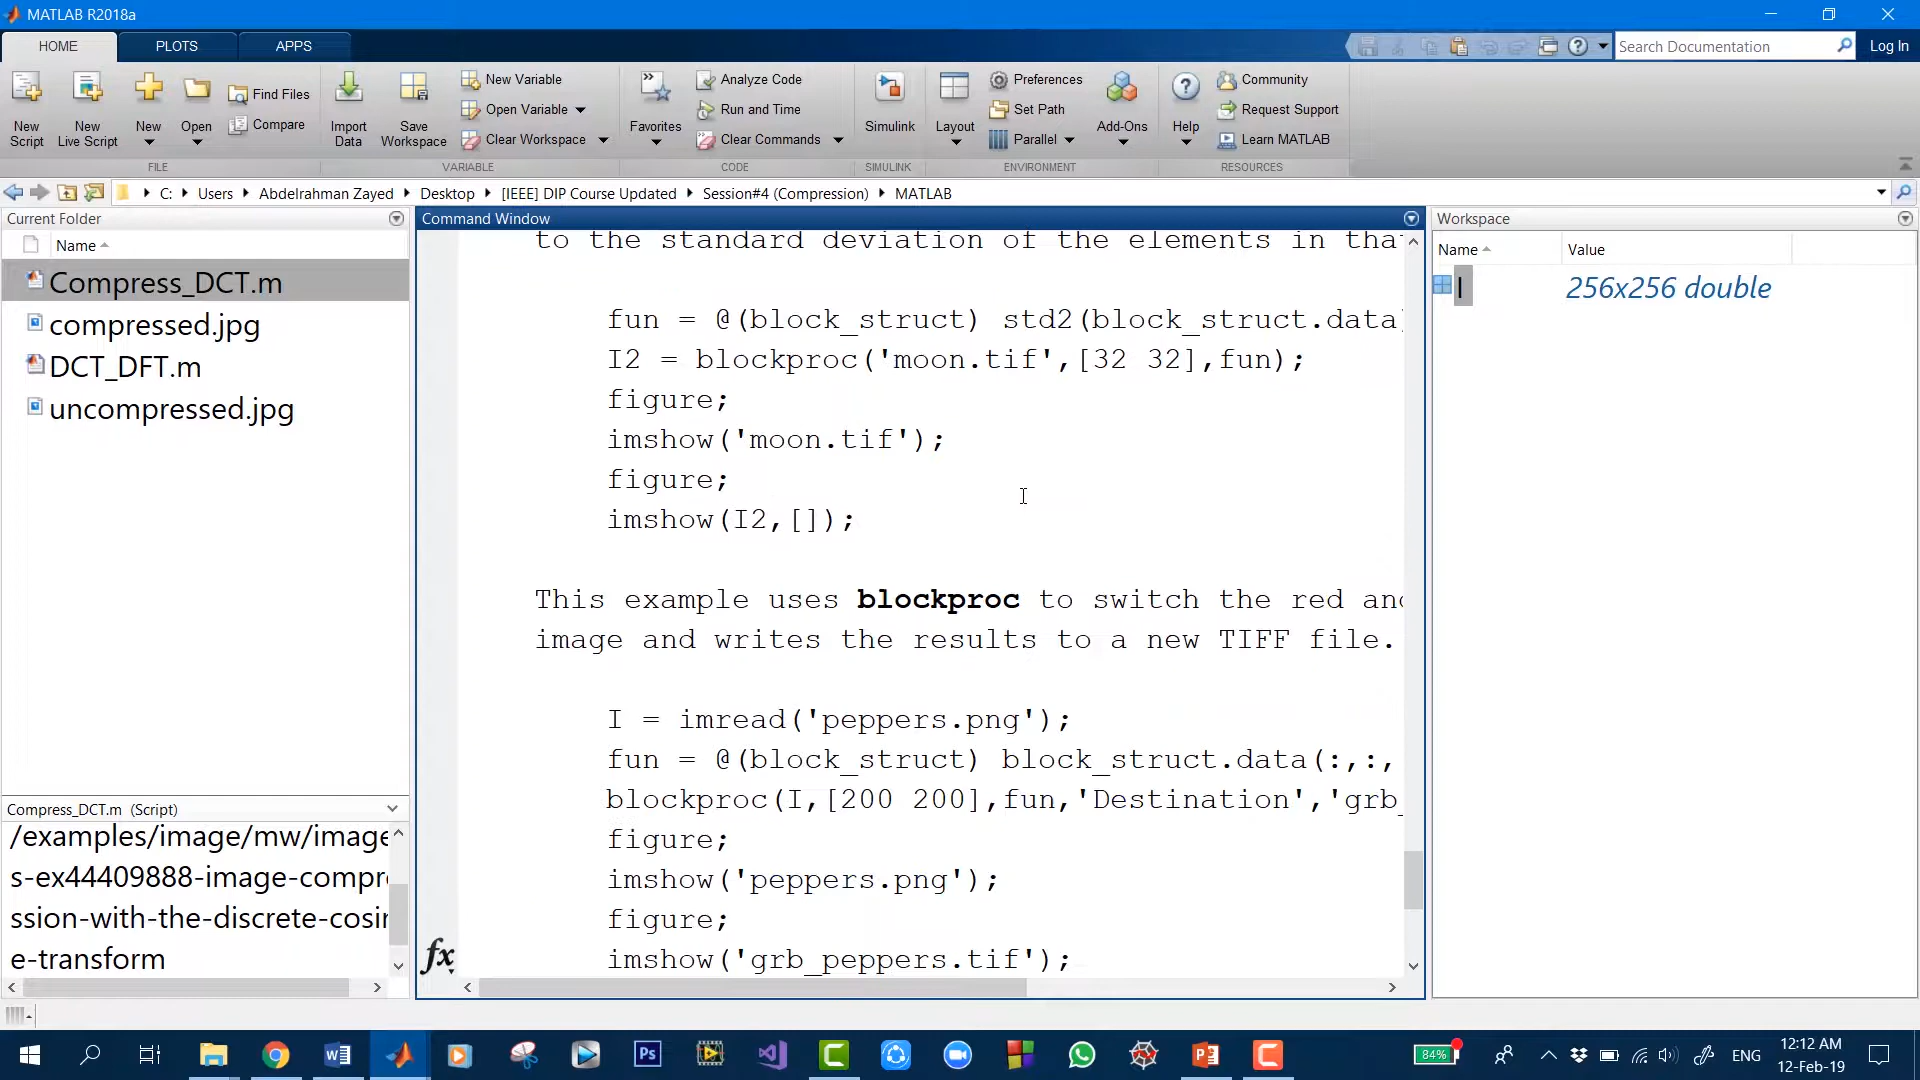 MATLAB R2018a
HOME
PLOTS
APPS
Search Documentation
Log In
New Script
New Live Script
New
Open
Find Files
Compare
Import Data
Save Workspace
New Variable
Open Variable
Clear Workspace
Favorites
Analyze Code
Run and Time
Clear Commands
Simulink
Layout
Preferences
Set Path
Parallel
Add-Ons
Help
Community
Request Support
Learn MATLAB
FILE
VARIABLE
CODE
SIMULINK
ENVIRONMENT
RESOURCES
C: Users Abdelrahman Zayed Desktop [IEEE] DIP Course Updated Session#4 (Compression) MATLAB
Current Folder
Name
Compress_DCT.m
compressed.jpg
DCT_DFT.m
uncompressed.jpg
Compress_DCT.m (Script)
/examples/image/mw/image
s-ex44409888-image-compr
ssion-with-the-discrete-cosin
e-transform
Command Window
to the standard deviation of the elements in that
fun = @(block_struct) std2(block_struct.data)
I2 = blockproc('moon.tif',[32 32],fun);
figure;
imshow('moon.tif');
figure;
imshow(I2,[]);
This example uses blockproc to switch the red and
image and writes the results to a new TIFF file.
I = imread('peppers.png');
fun = @(block_struct) block_struct.data(:,:,
blockproc(I,[200 200],fun,'Destination','grb_
figure;
imshow('peppers.png');
figure;
imshow('grb_peppers.tif');
fx
Workspace
Name Value
I 256x256 double
84%
ENG
12:12 AM
12-Feb-19